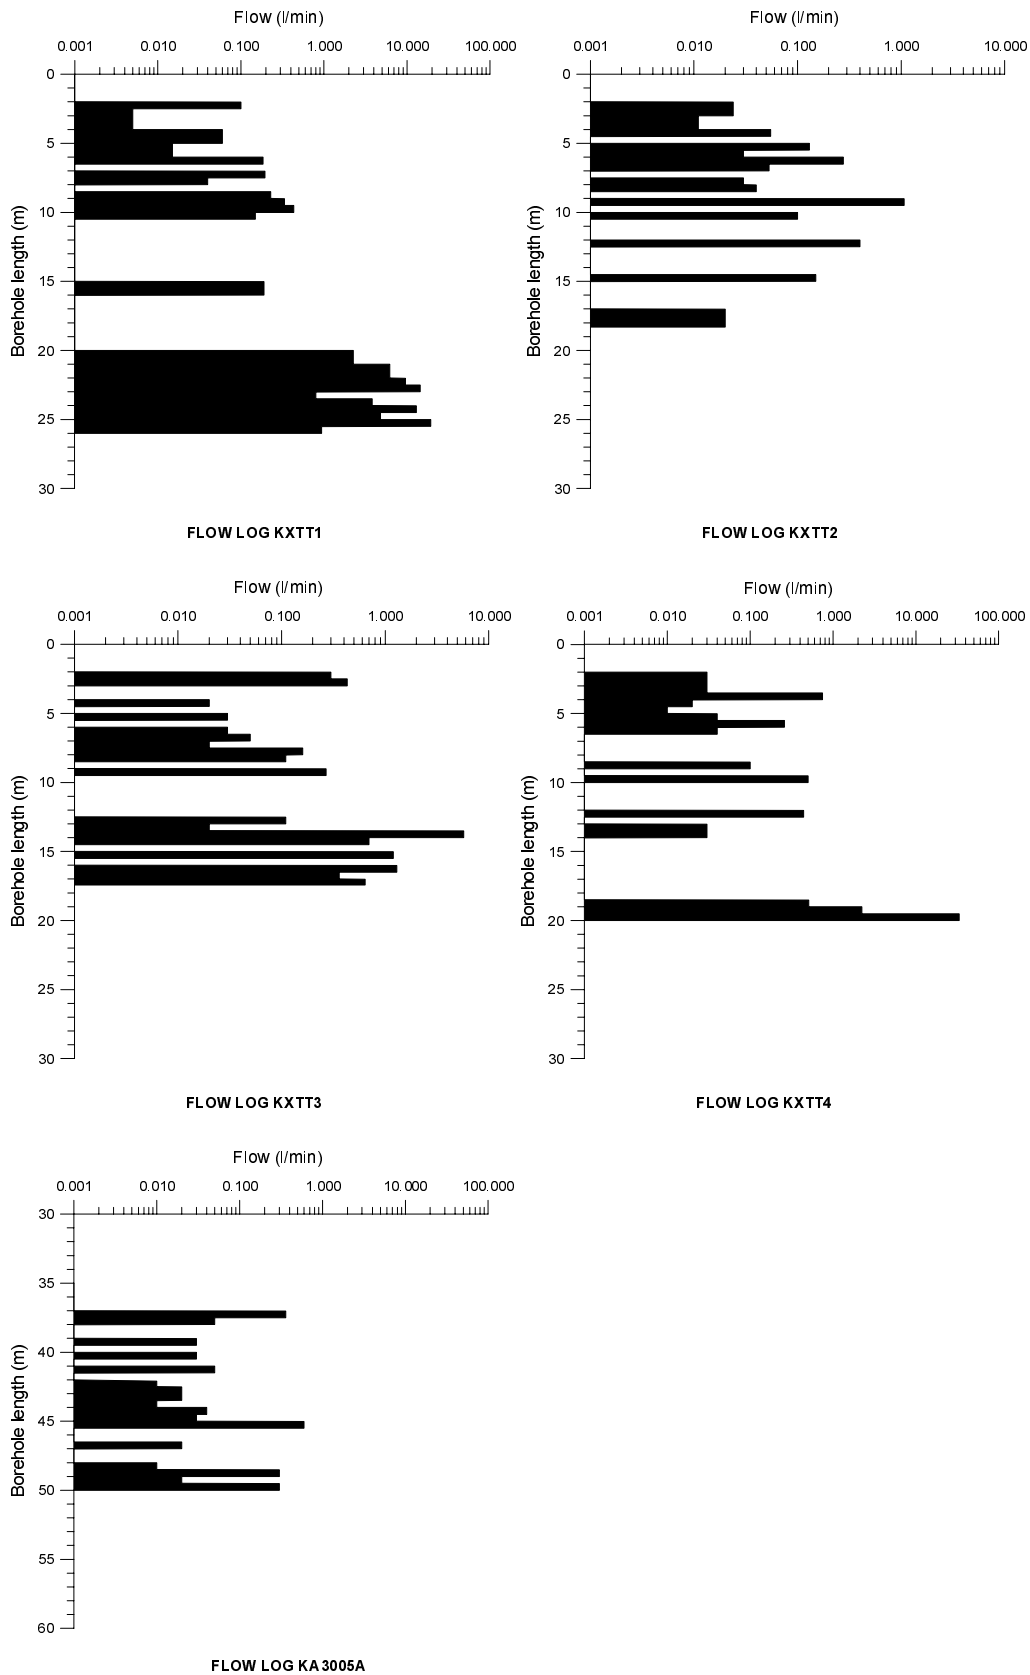 Flow (l/min)
0.001 0.010 0.100 1.000 10.000 100.000
0
5
10
15
20
25
30
Borehole length (m)
FLOW LOG KXTT1
Flow (l/min)
0.001 0.010 0.100 1.000 10.000
0
5
10
15
20
25
30
Borehole length (m)
FLOW LOG KXTT2
Flow (l/min)
0.001 0.010 0.100 1.000 10.000
0
5
10
15
20
25
30
Borehole length (m)
FLOW LOG KXTT3
Flow (l/min)
0.001 0.010 0.100 1.000 10.000 100.000
0
5
10
15
20
25
30
Borehole length (m)
FLOW LOG KXTT4
Flow (l/min)
0.001 0.010 0.100 1.000 10.000 100.000
30
35
40
45
50
55
60
Borehole length (m)
FLOW LOG KA3005A